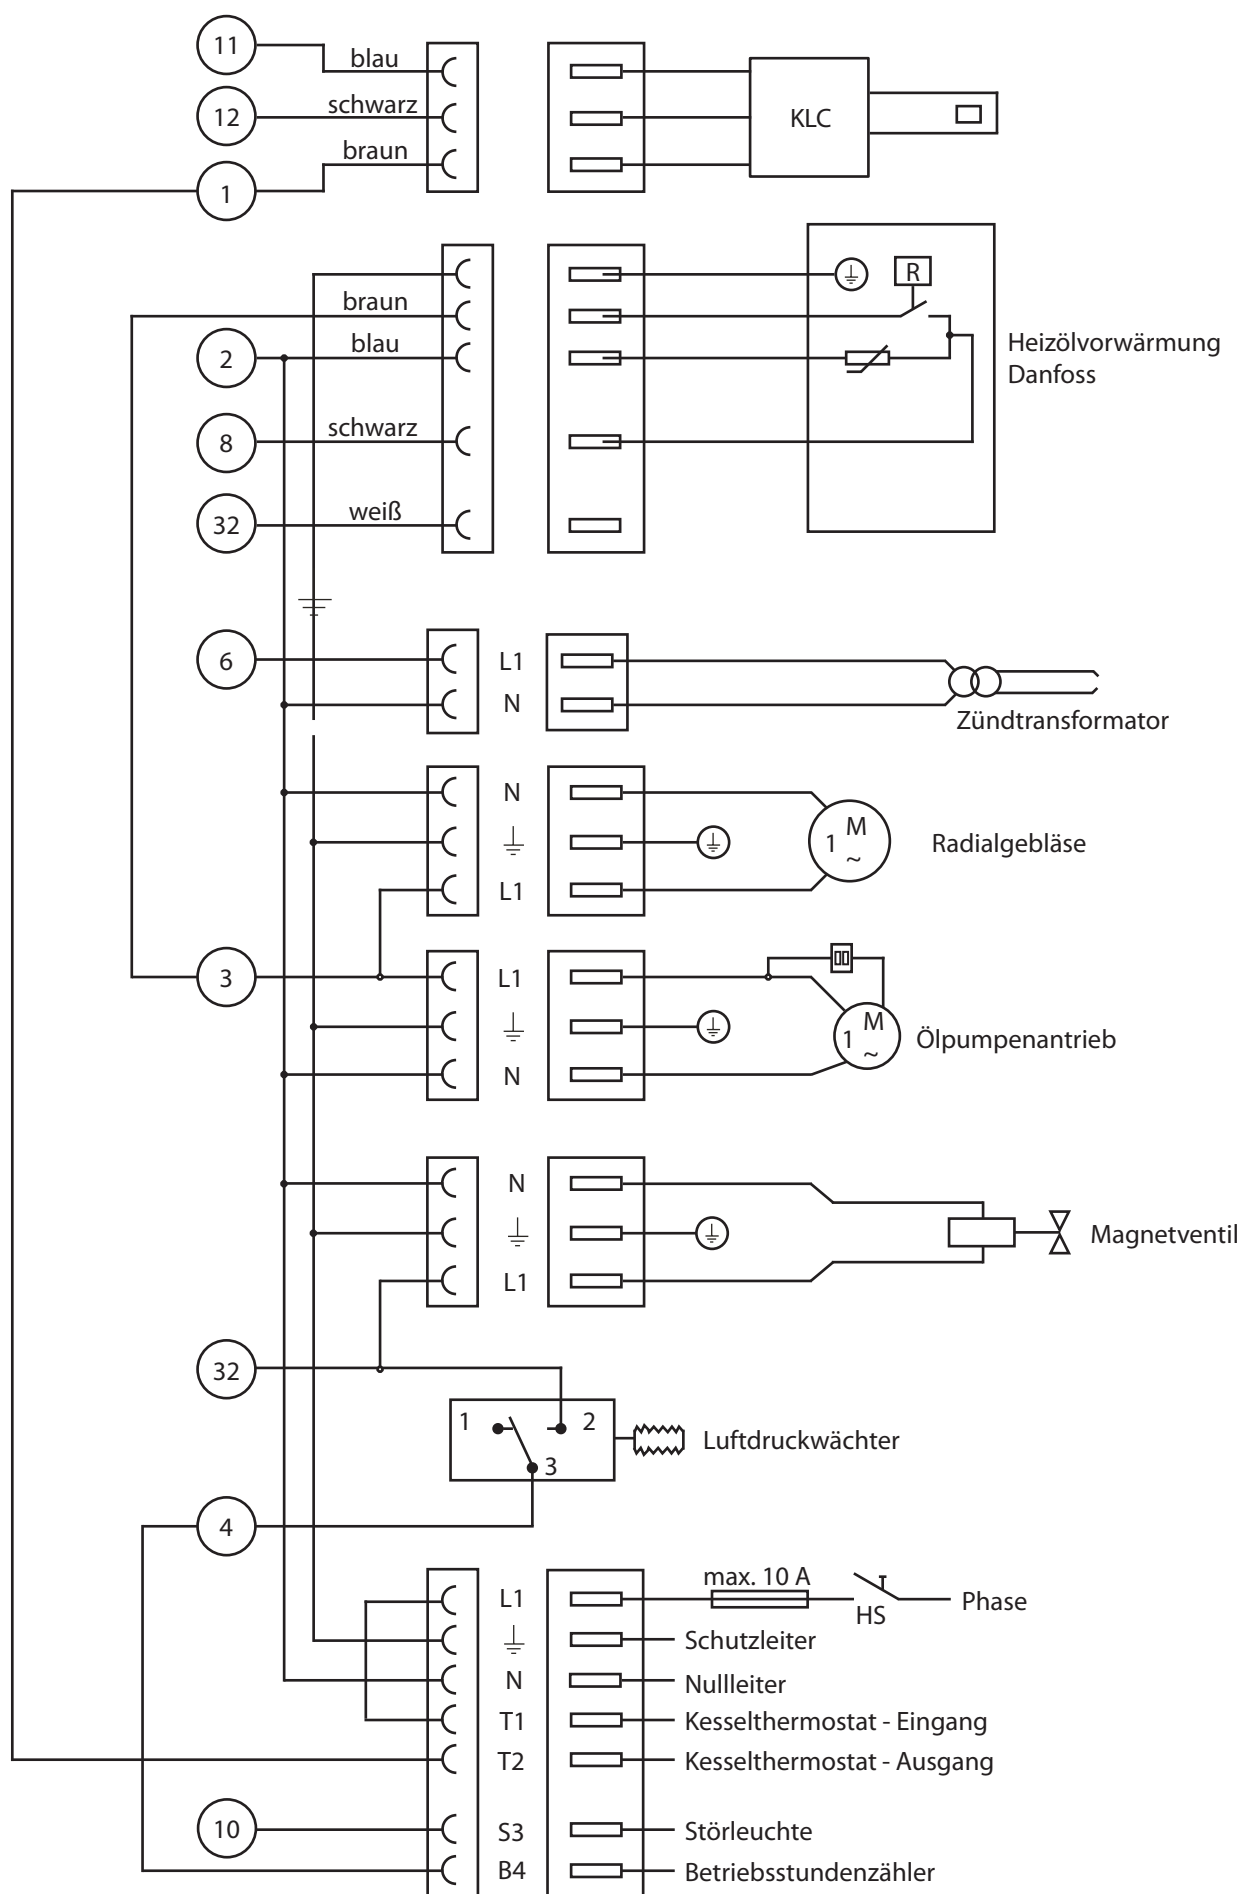 11
blau
12
schwarz
KLC
braun
1
R
braun
2
blau
Heizölvorwärmung
Danfoss
8
schwarz
32
weiß
6
L1
N
Zündtransformator
N
1 M
~
Radialgebläse
L1
3
L1
1 M
~
Ölpumpenantrieb
N
N
Magnetventil
L1
32
1
2
3
Luftdruckwächter
4
L1
max. 10 A
HS
Phase
Schutzleiter
N
Nullleiter
T1
Kesselthermostat - Eingang
T2
Kesselthermostat - Ausgang
10
S3
Störleuchte
B4
Betriebsstundenzähler